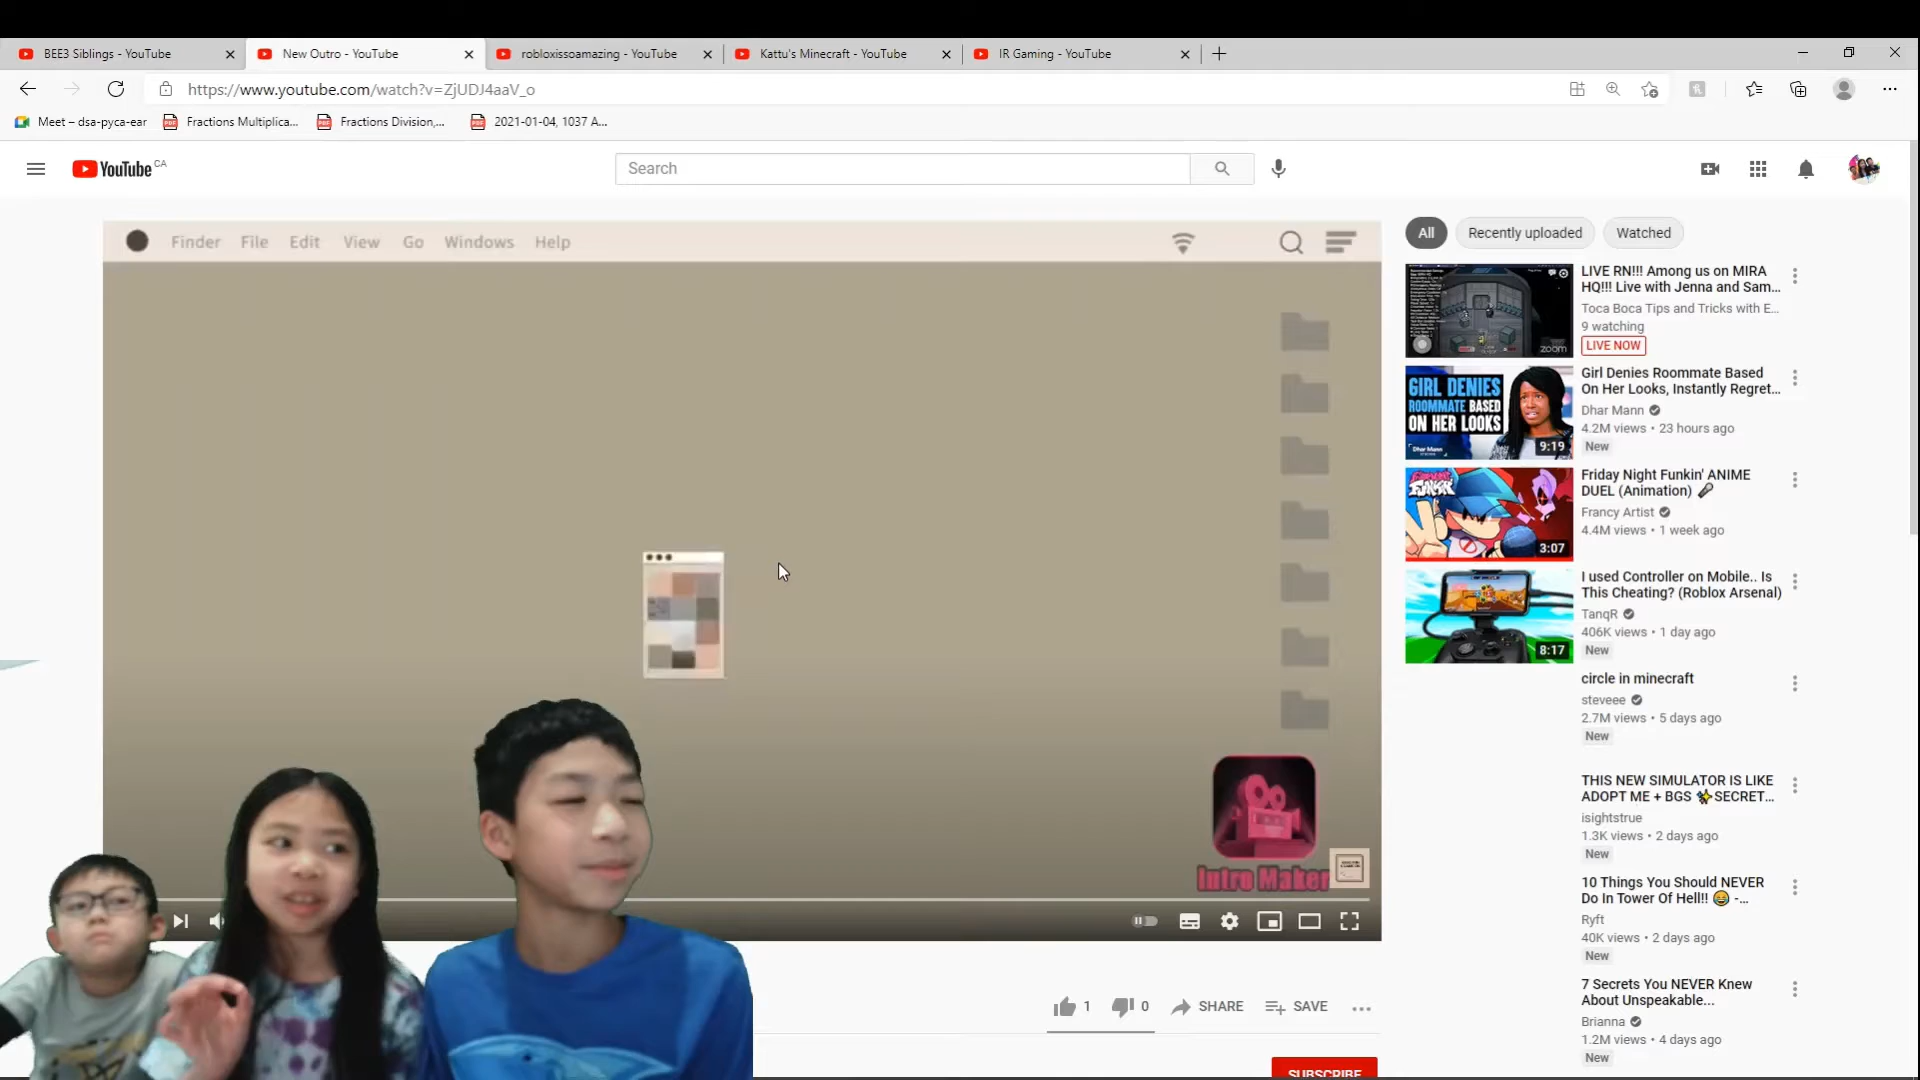 BEE3 Siblings - YouTube
New Outro - YouTube
robloxissoamazing - YouTube
Kattu's Minecraft - YouTube
IR Gaming - YouTube
https://www.youtube.com/watch?v=ZjUDJ4aaV_o
Meet – dsa-pyca-ear
Fractions Multiplica...
Fractions Division,...
2021-01-04, 1037 A...
YouTube CA
Search
Finder File Edit View Go Windows Help
All
Recently uploaded
Watched
LIVE RN!!! Among us on MIRA
HQ!!! Live with Jenna and Sam...
Toca Boca Tips and Tricks with E...
9 watching
LIVE NOW
zoom
GIRL DENIES
ROOMMATE BASED
ON HER LOOKS
Dhar Mann
9:19
Girl Denies Roommate Based
On Her Looks, Instantly Regret...
Dhar Mann
4.2M views • 23 hours ago
New
3:07
Friday Night Funkin' ANIME
DUEL (Animation) 🎤
Francy Artist
4.4M views • 1 week ago
8:17
I used Controller on Mobile.. Is
This Cheating? (Roblox Arsenal)
TanqR
406K views • 1 day ago
New
circle in minecraft
steveee
2.7M views • 5 days ago
New
THIS NEW SIMULATOR IS LIKE
ADOPT ME + BGS ✨SECRET...
isightstrue
1.3K views • 2 days ago
New
10 Things You Should NEVER
Do In Tower Of Hell!! 😂 -...
Ryft
40K views • 2 days ago
New
7 Secrets You NEVER Knew
About Unspeakable...
Brianna
1.2M views • 4 days ago
New
Intro Maker
1
0
SHARE
SAVE
SUBSCRIBE